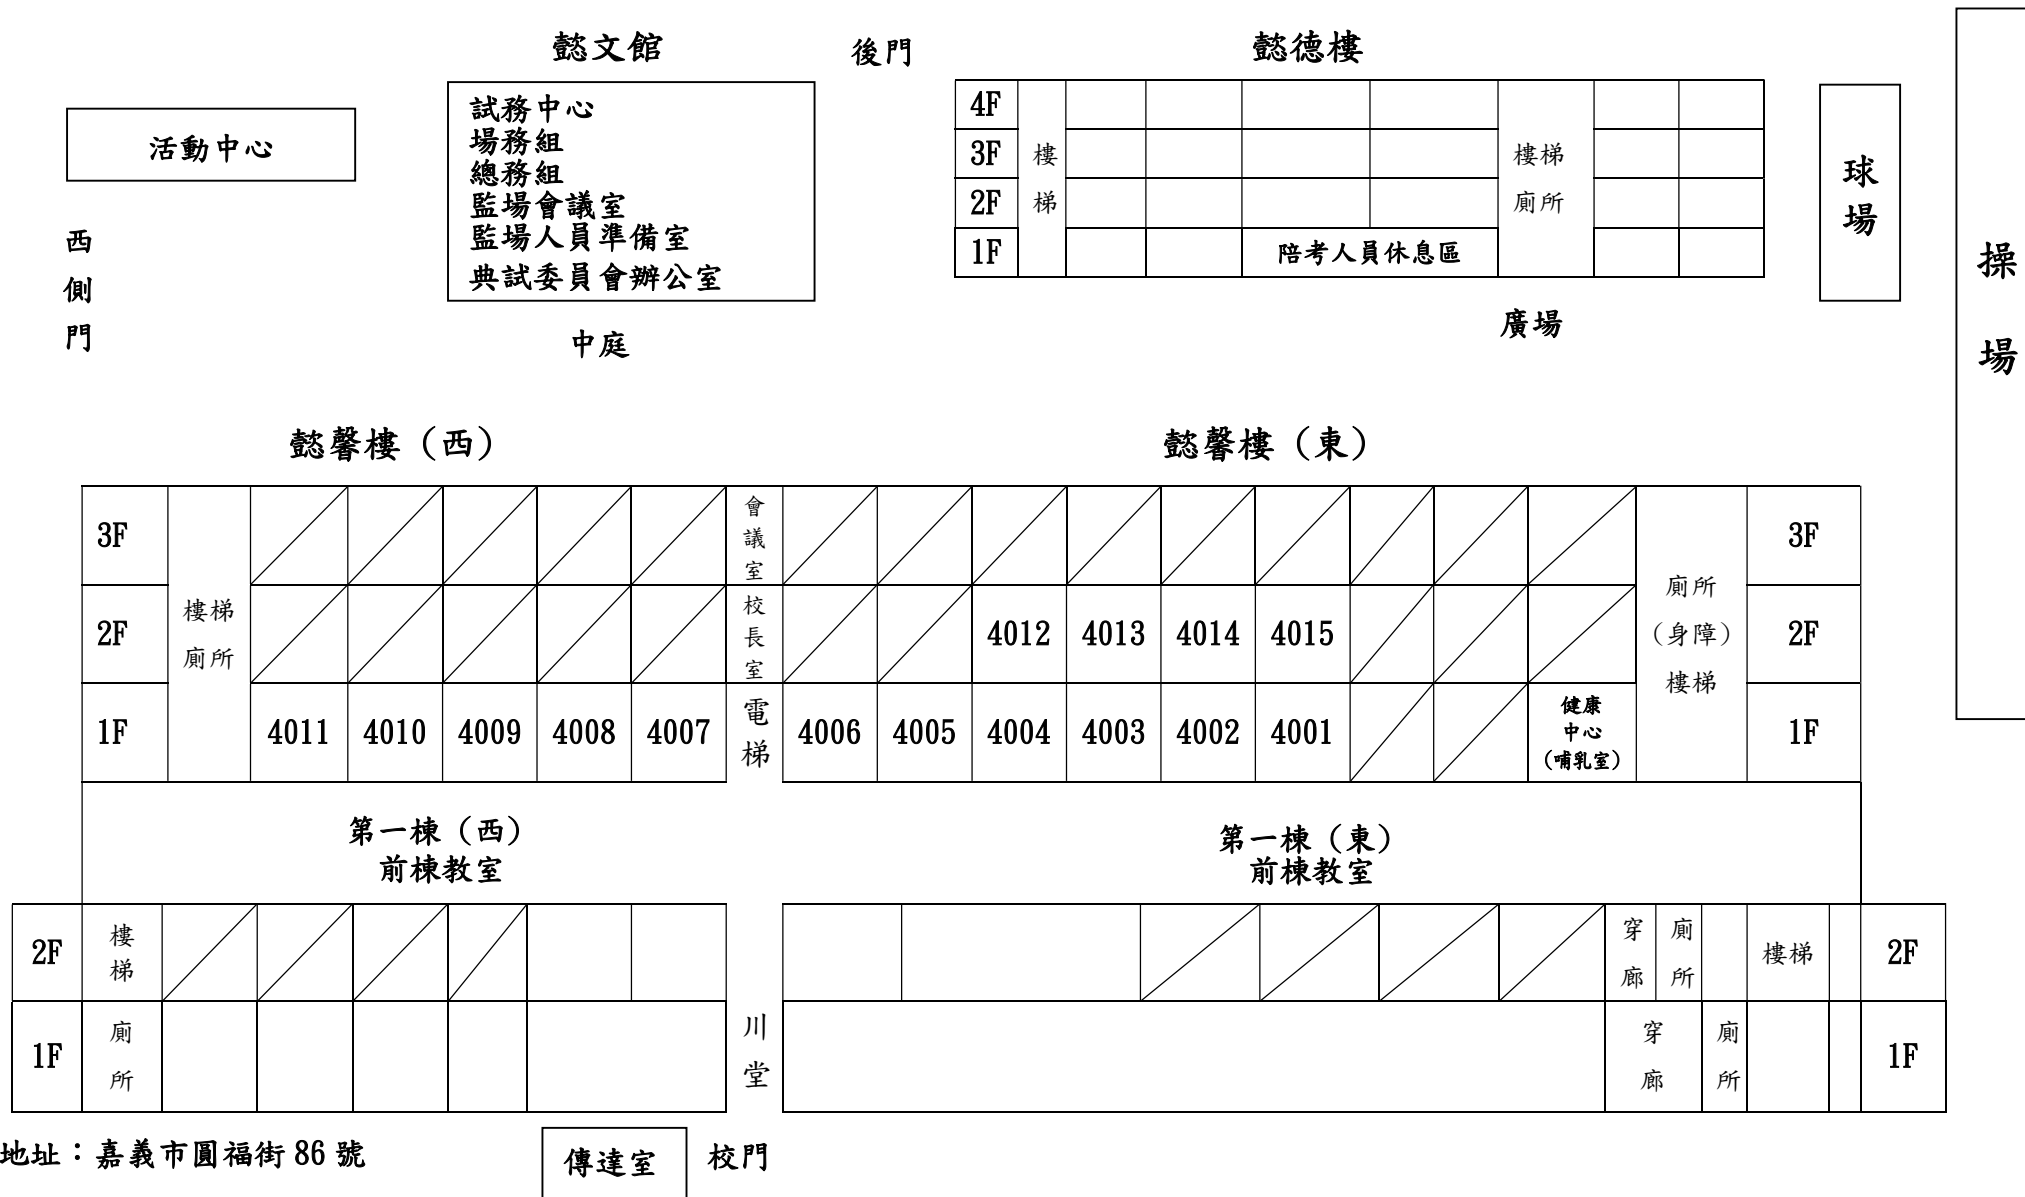 懿文館
後門
懿德樓
活動中心
試務中心
場務組
總務組
監場會議室
監場人員準備室
典試委員會辦公室
4F
3F
2F
1F
樓梯
陪考人員休息區
樓梯
廁所
球場
操場
西側門
中庭
廣場
懿馨樓（西）
懿馨樓（東）
3F
2F
1F
樓梯
廁所
會議室
校長室
電梯
4012 4013 4014 4015
4011 4010 4009 4008 4007
4006 4005 4004 4003 4002 4001
健康
中心
（哺乳室）
廁所
（身障）
樓梯
3F
2F
1F
第一棟（西）
前棟教室
第一棟（東）
前棟教室
2F
樓梯
穿廊
廁所
樓梯
2F
1F
廁所
川堂
穿廊
廁所
1F
地址：嘉義市圓福街 86 號
傳達室
校門